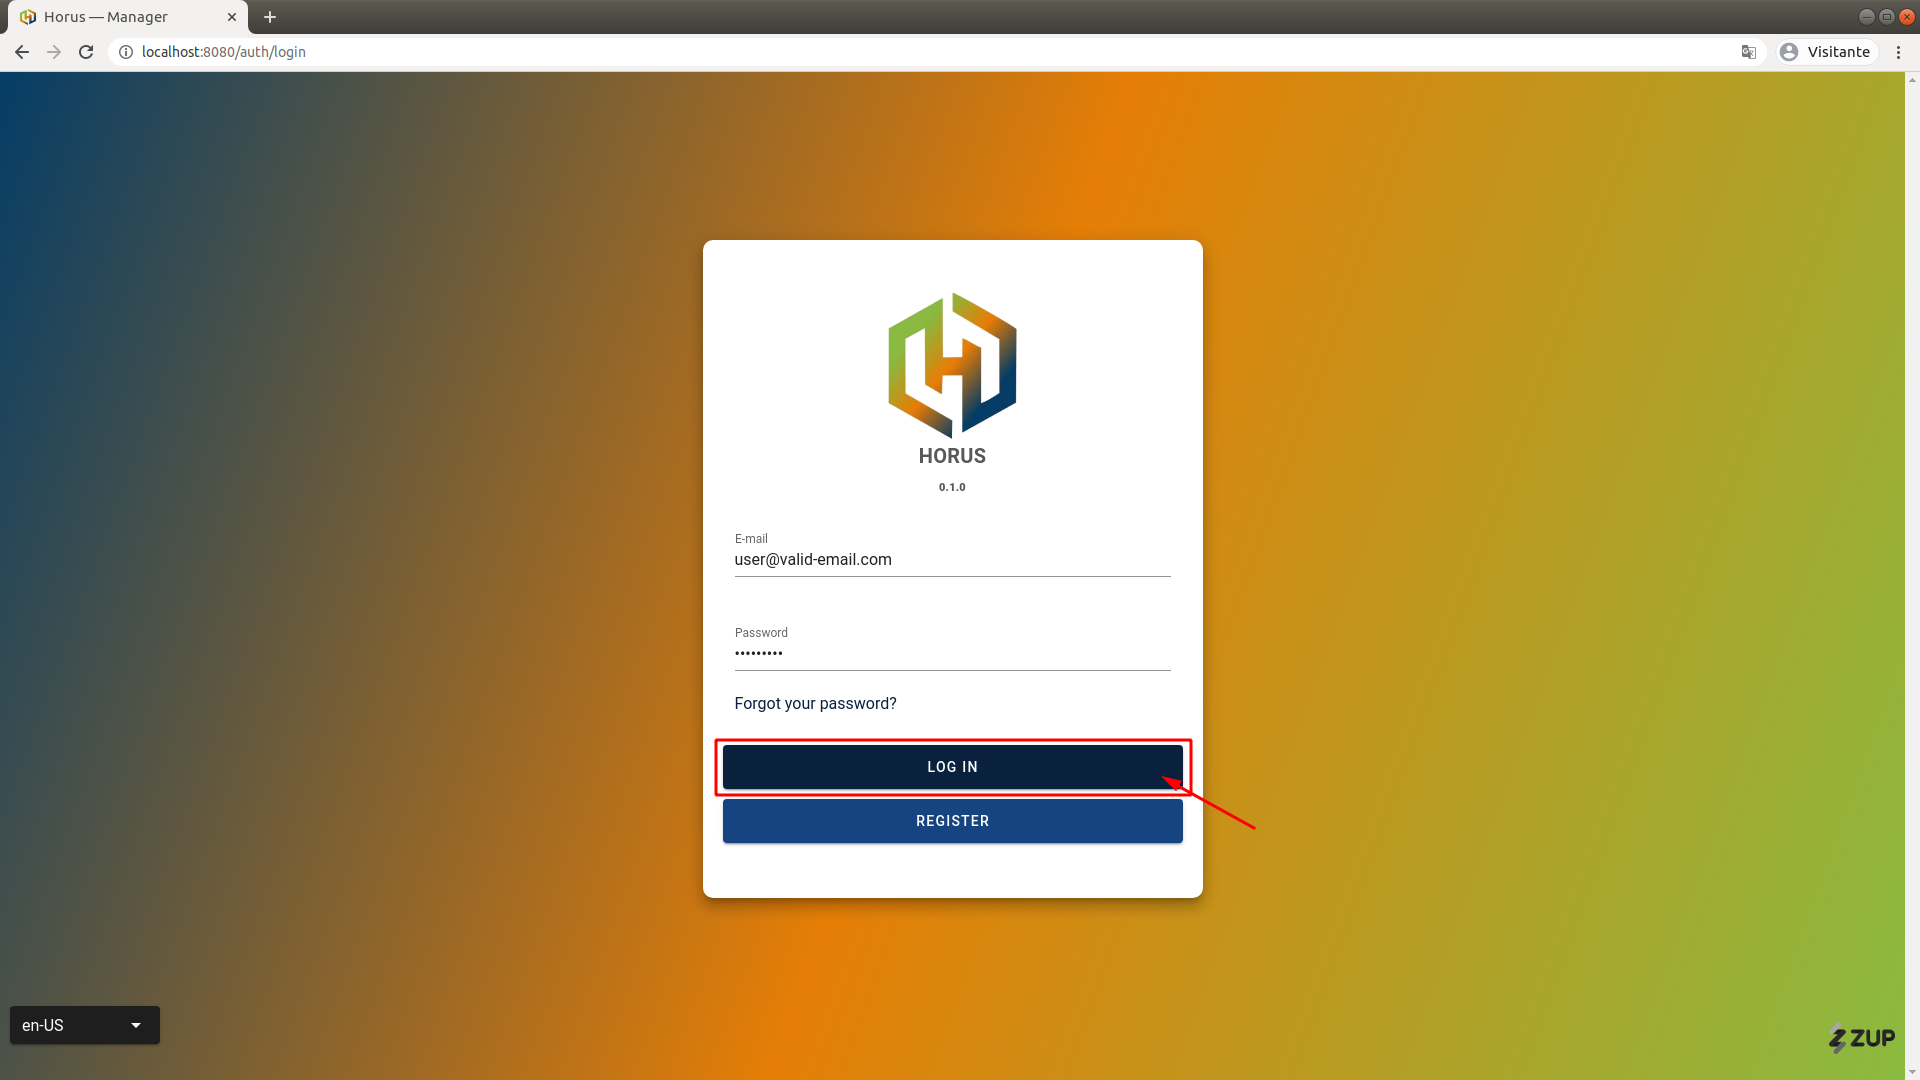 Horus — Manager
localhost:8080/auth/login
Visitante
HORUS
0.1.0
E-mail
user@valid-email.com
Password
•••••••••
Forgot your password?
LOG IN
REGISTER
en-US
ZUP